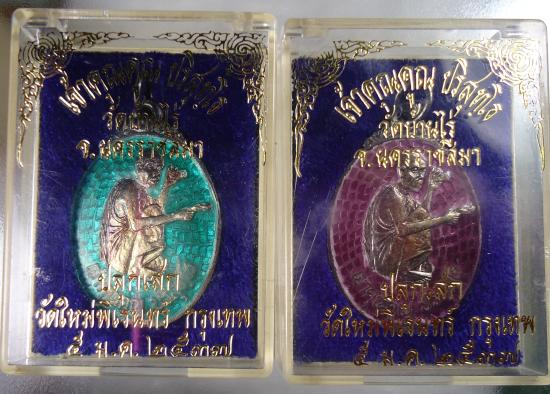 เจ้าคุณคูณ ปริสุทฺโธ
วัดบ้านไร่
จ.นครราชสีมา
ปลุกเสก
วัดใหม่พิเรนทร์ กรุงเทพ
๕ ม.ค. ๒๕๓๗
เจ้าคุณคูณ ปริสุทฺโธ
วัดบ้านไร่
จ.นครราชสีมา
ปลุกเสก
วัดใหม่พิเรนทร์ กรุงเทพ
๕ ม.ค. ๒๕๓๗